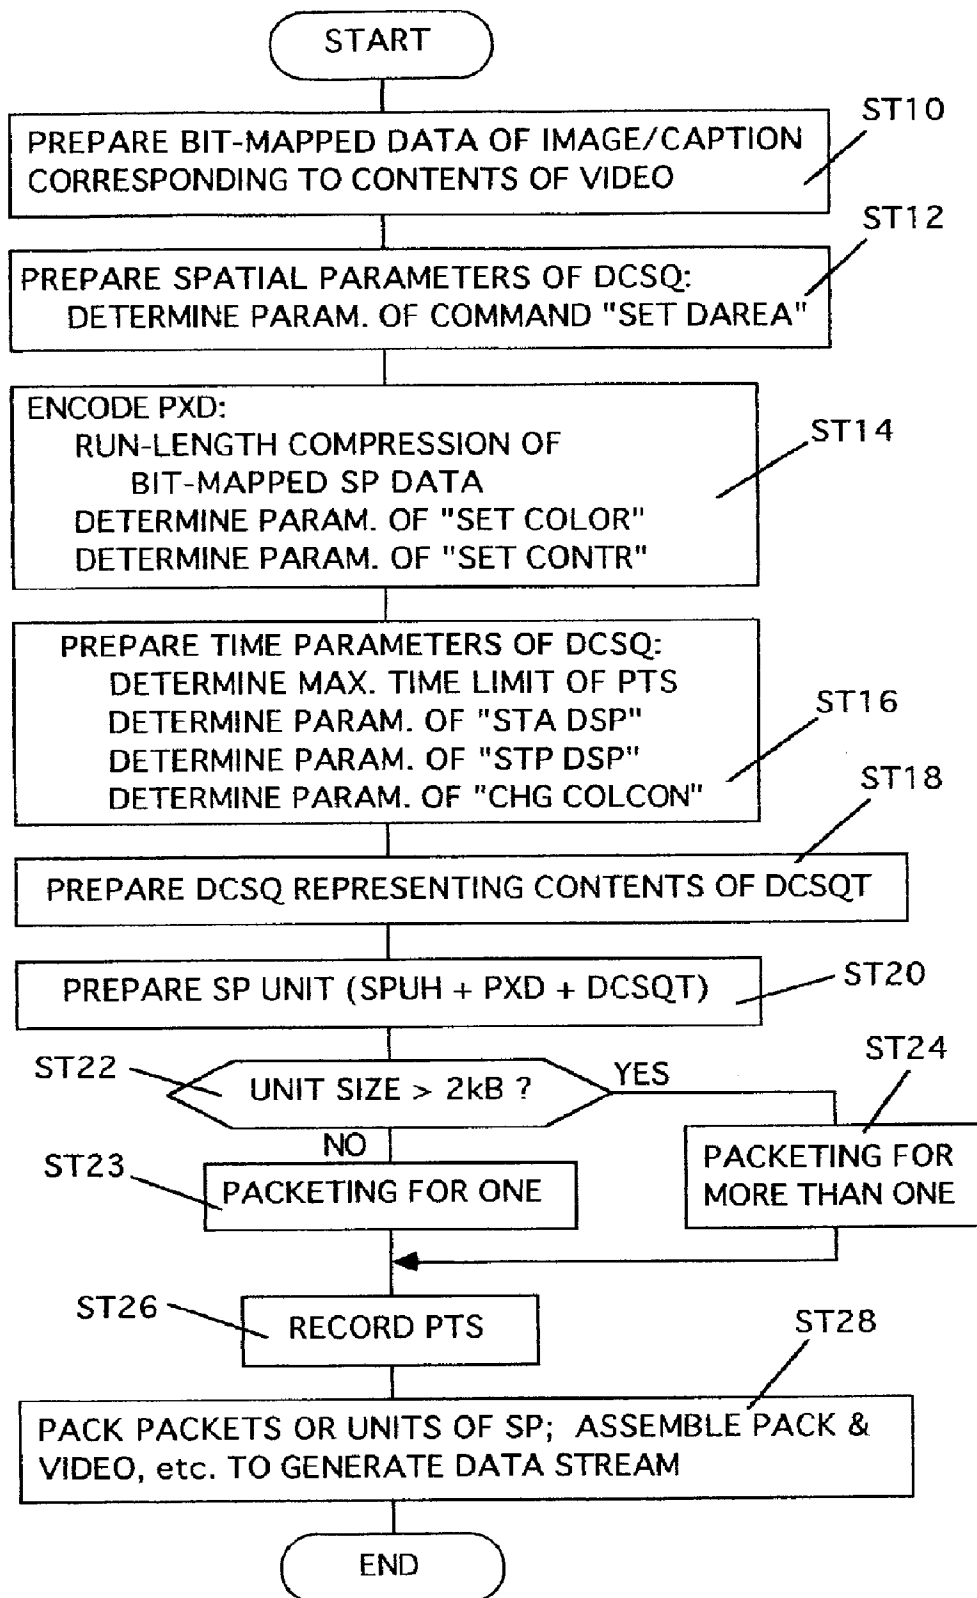 START
ST10
PREPARE BIT-MAPPED DATA OF IMAGE/CAPTION
CORRESPONDING TO CONTENTS OF VIDEO
ST12
PREPARE SPATIAL PARAMETERS OF DCSQ:
DETERMINE PARAM. OF COMMAND "SET DAREA"
ENCODE PXD:
RUN-LENGTH COMPRESSION OF
BIT-MAPPED SP DATA
DETERMINE PARAM. OF "SET COLOR"
DETERMINE PARAM. OF "SET CONTR"
ST14
PREPARE TIME PARAMETERS OF DCSQ:
DETERMINE MAX. TIME LIMIT OF PTS
DETERMINE PARAM. OF "STA DSP"
DETERMINE PARAM. OF "STP DSP"
DETERMINE PARAM. OF "CHG COLCON"
ST16
ST18
PREPARE DCSQ REPRESENTING CONTENTS OF DCSQT
PREPARE SP UNIT (SPUH + PXD + DCSQT)
ST20
ST22
UNIT SIZE > 2kB ?
YES
ST24
NO
ST23
PACKETING FOR ONE
PACKETING FOR
MORE THAN ONE
ST26
RECORD PTS
ST28
PACK PACKETS OR UNITS OF SP; ASSEMBLE PACK &
VIDEO, etc. TO GENERATE DATA STREAM
END